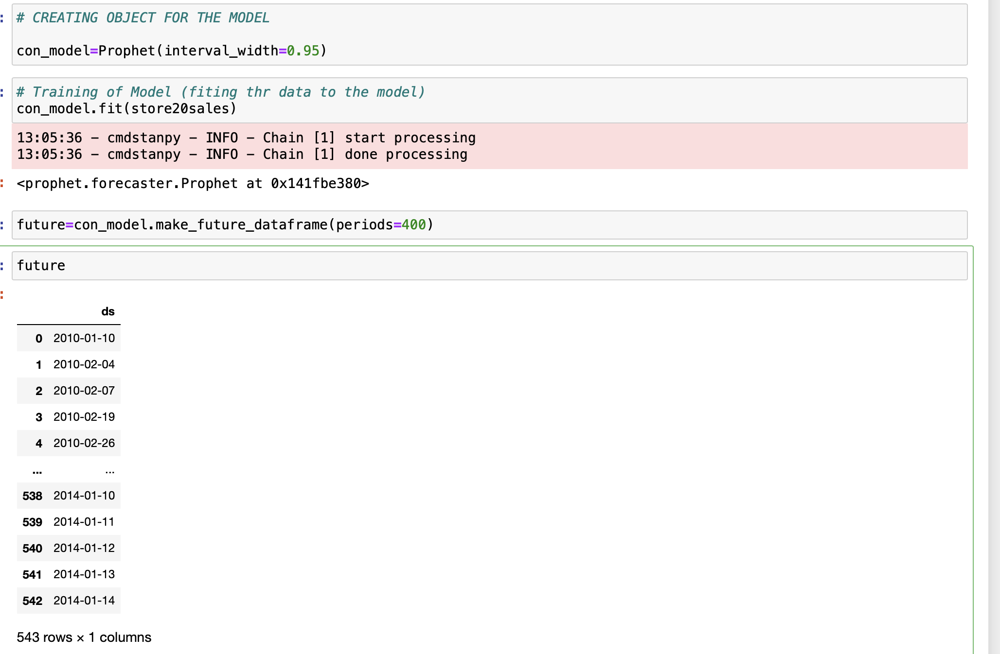 : # CREATING OBJECT FOR THE MODEL
con_model=Prophet(interval_width=0.95)
: # Training of Model (fiting thr data to the model)
con_model.fit(store20sales)
13:05:36 - cmdstanpy - INFO - Chain [1] start processing
13:05:36 - cmdstanpy - INFO - Chain [1] done processing
: <prophet.forecaster.Prophet at 0x141fbe380>
: future=con_model.make_future_dataframe(periods=400)
: future
:
ds
0 2010-01-10
1 2010-02-04
2 2010-02-07
3 2010-02-19
4 2010-02-26
... ...
538 2014-01-10
539 2014-01-11
540 2014-01-12
541 2014-01-13
542 2014-01-14
543 rows × 1 columns